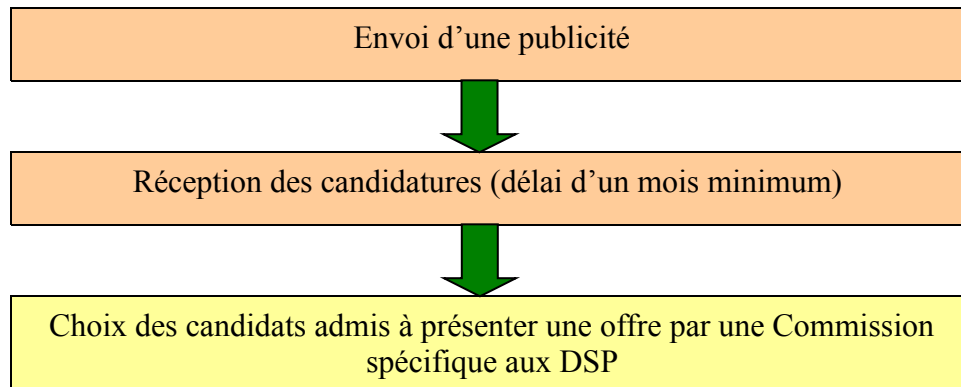 Envoi d’une publicité
Réception des candidatures (délai d’un mois minimum)
Choix des candidats admis à présenter une offre par une Commission
spécifique aux DSP